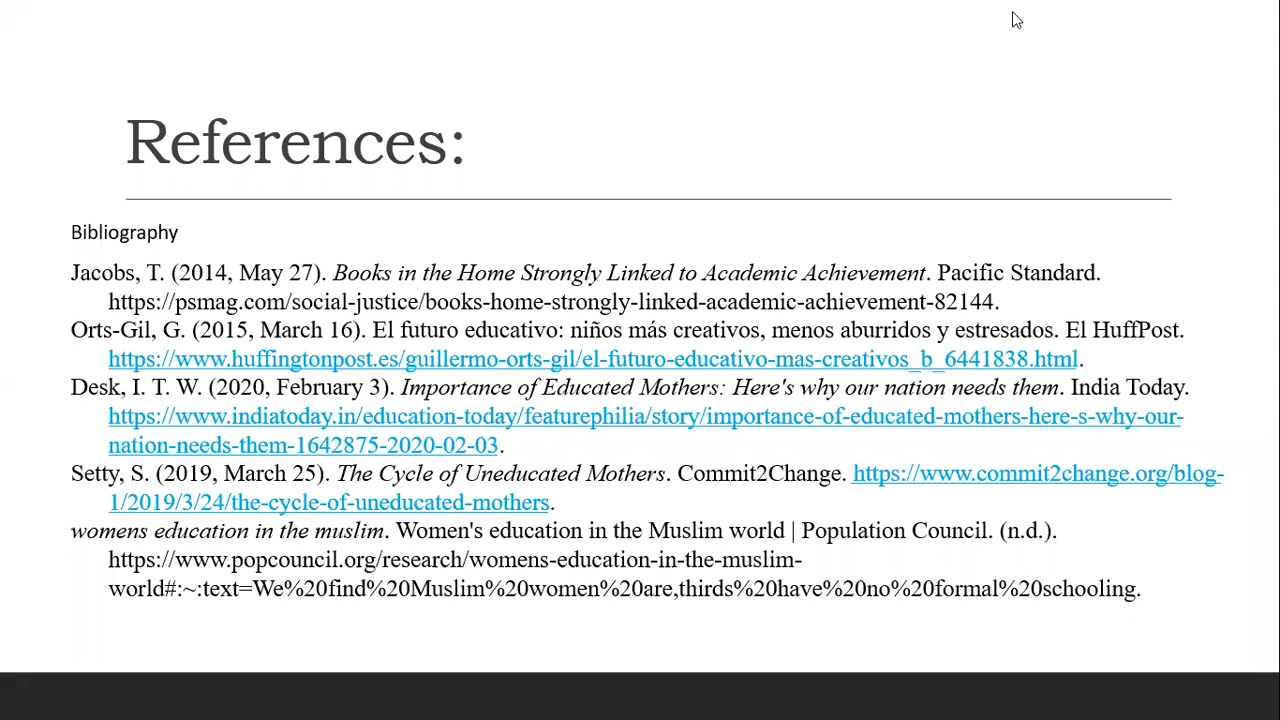 References:
Bibliography
Jacobs, T. (2014, May 27). Books in the Home Strongly Linked to Academic Achievement. Pacific Standard.
https://psmag.com/social-justice/books-home-strongly-linked-academic-achievement-82144.
Orts-Gil, G. (2015, March 16). El futuro educativo: niños más creativos, menos aburridos y estresados. El HuffPost.
https://www.huffingtonpost.es/guillermo-orts-gil/el-futuro-educativo-mas-creativos_b_6441838.html.
Desk, I. T. W. (2020, February 3). Importance of Educated Mothers: Here's why our nation needs them. India Today.
https://www.indiatoday.in/education-today/featurephilia/story/importance-of-educated-mothers-here-s-why-our-
nation-needs-them-1642875-2020-02-03.
Setty, S. (2019, March 25). The Cycle of Uneducated Mothers. Commit2Change. https://www.commit2change.org/blog-
1/2019/3/24/the-cycle-of-uneducated-mothers.
womens education in the muslim. Women's education in the Muslim world | Population Council. (n.d.).
https://www.popcouncil.org/research/womens-education-in-the-muslim-
world#:~:text=We%20find%20Muslim%20women%20are,thirds%20have%20no%20formal%20schooling.